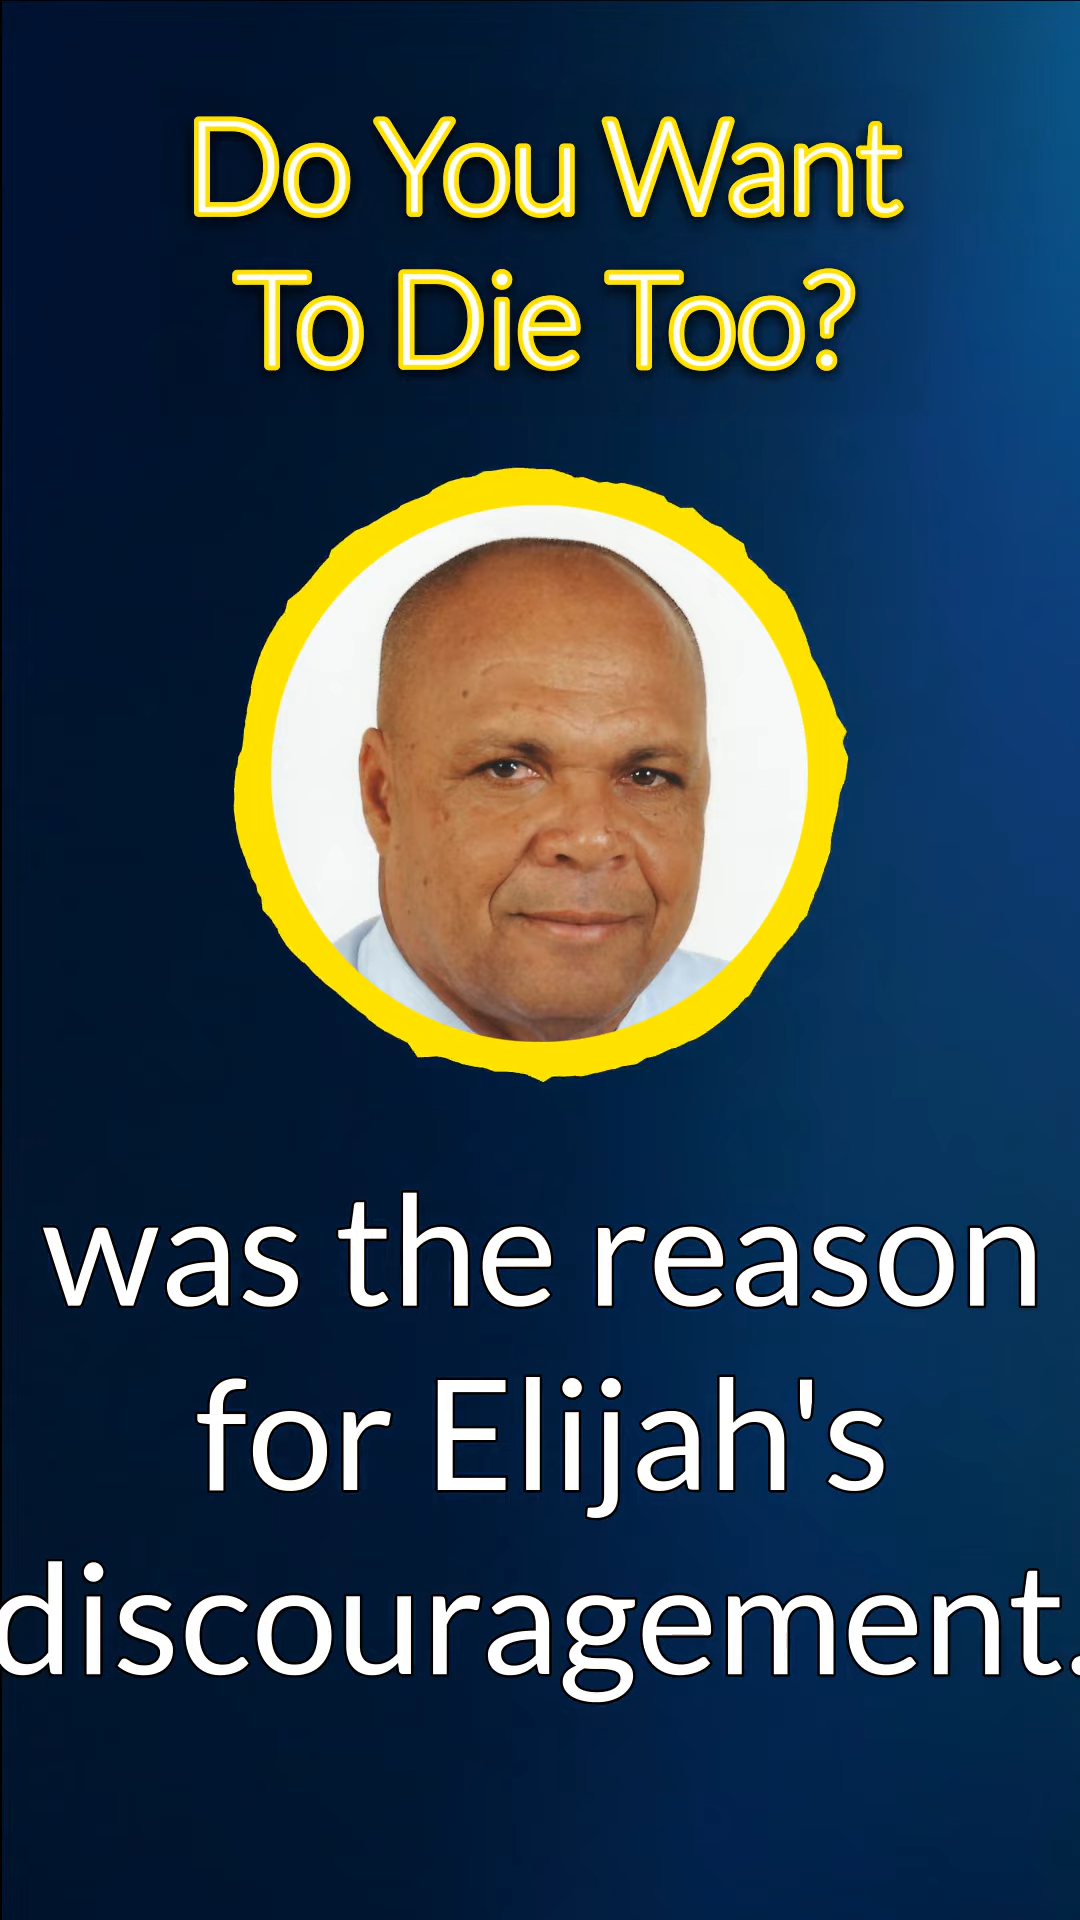 Do You Want
To Die Too?
was the reason
for Elijah's
discouragement.